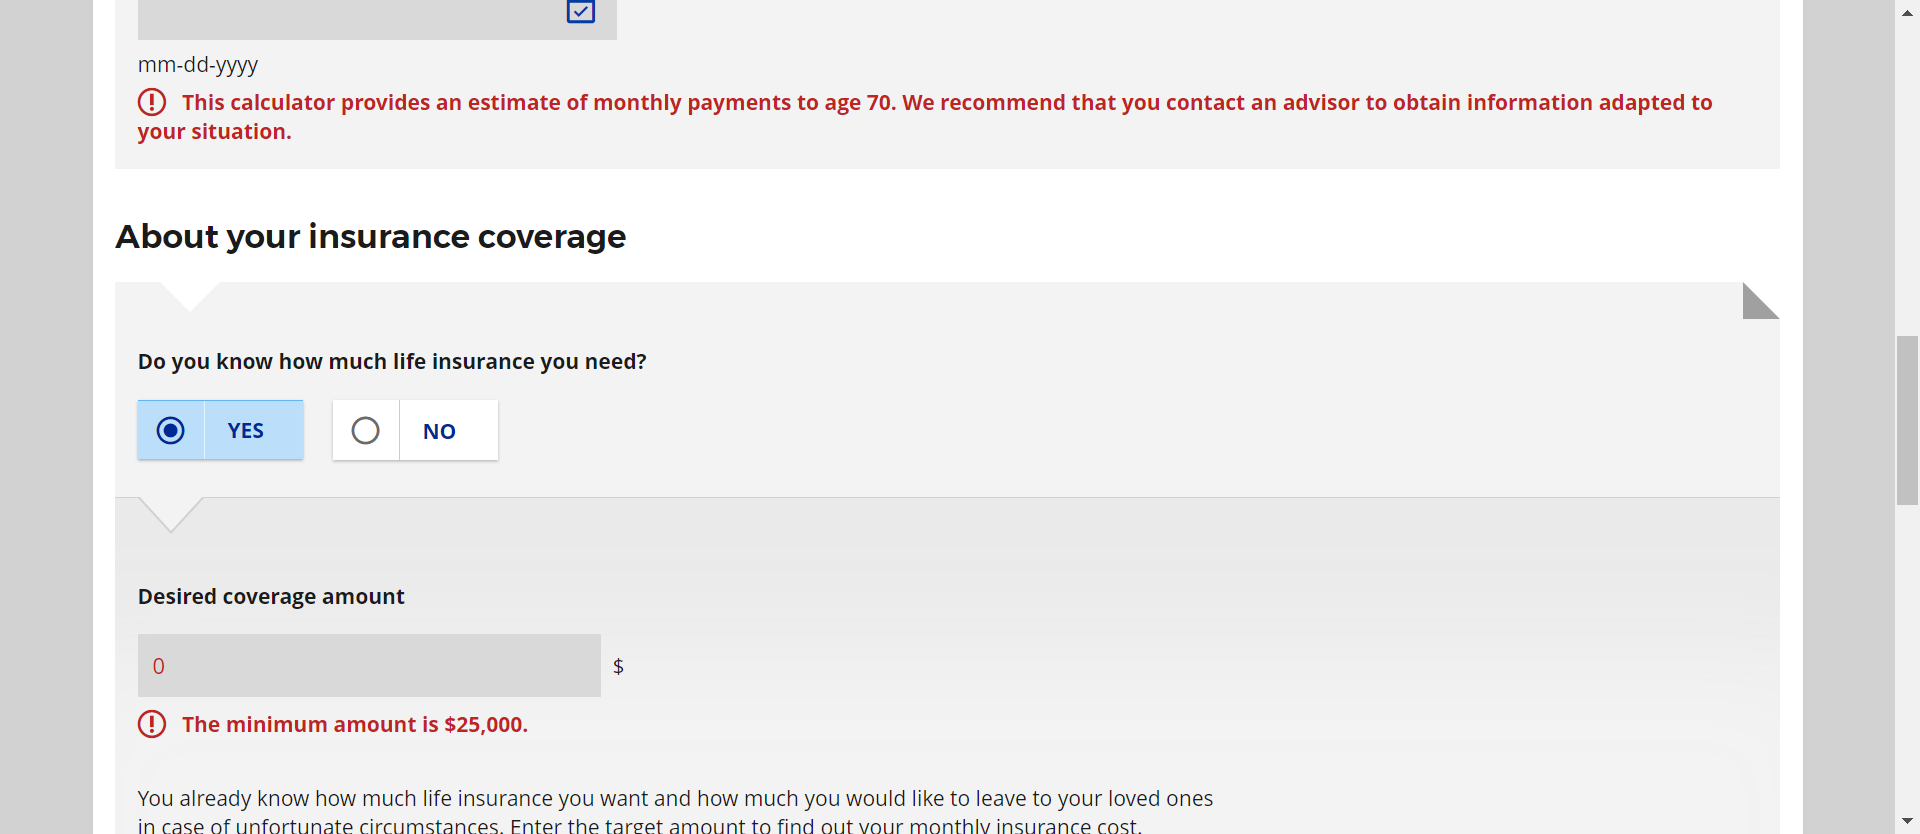 mm-dd-yyyy
This calculator provides an estimate of monthly payments to age 70. We recommend that you contact an advisor to obtain information adapted to
your situation.
About your insurance coverage
Do you know how much life insurance you need?
YES
NO
Desired coverage amount
0
$
The minimum amount is $25,000.
You already know how much life insurance you want and how much you would like to leave to your loved ones
in case of unfortunate circumstances. Enter the target amount to find out your monthly insurance cost.